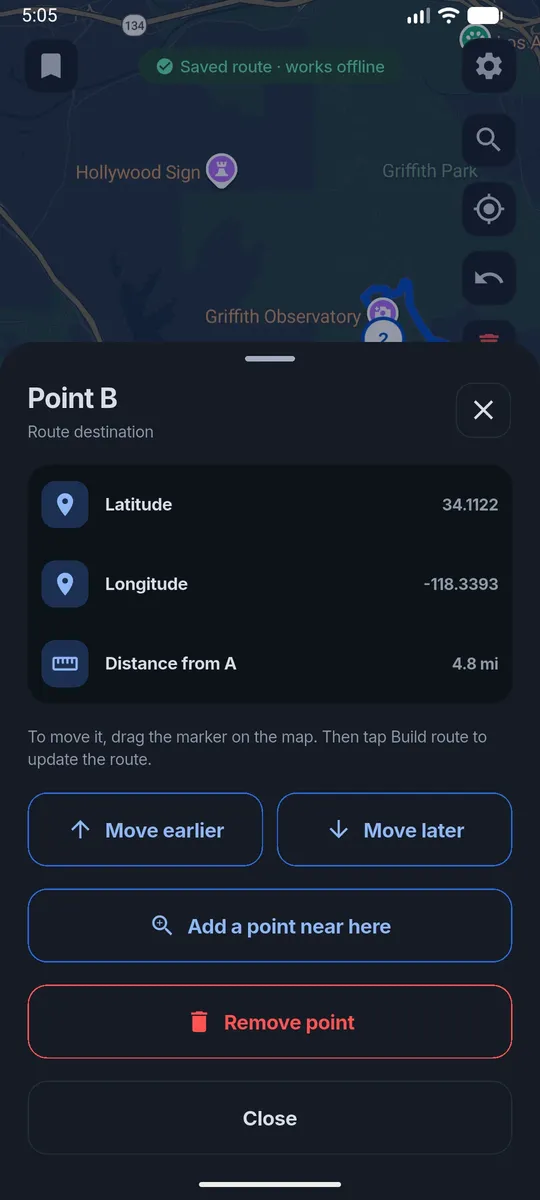 5:05
134
Los A
Saved route · works offline
Hollywood Sign
Griffith Park
Griffith Observatory
2
Point B
Route destination
Latitude
34.1122
Longitude
-118.3393
Distance from A
4.8 mi
To move it, drag the marker on the map. Then tap Build route to
update the route.
Move earlier
Move later
Add a point near here
Remove point
Close